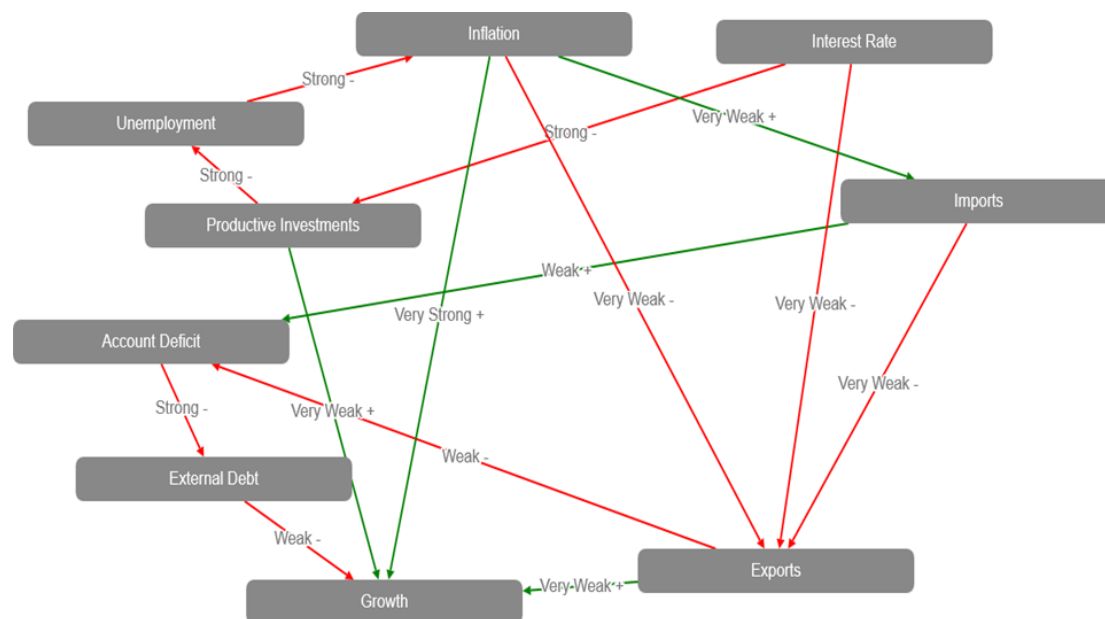 Inflation
Interest Rate
Strong -
Unemployment
Very Weak +
Strong -
Strong -
Imports
Productive Investments
Weak +
Very Weak -
Very Weak -
Very Strong +
Account Deficit
Very Weak -
Strong -
Very Weak +
Weak -
External Debt
Weak -
Exports
Very Weak +
Growth